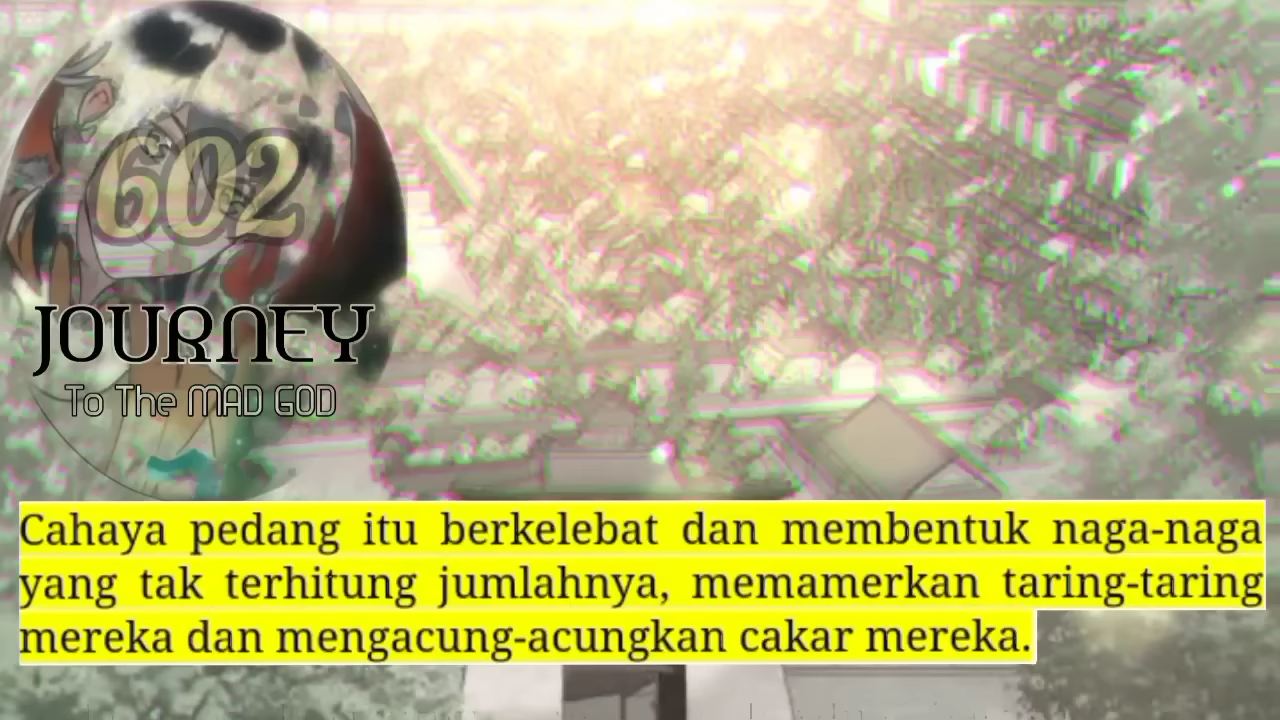 602
JOURNEY
To The MAD GOD
Cahaya pedang itu berkelebat dan membentuk naga-naga
yang tak terhitung jumlahnya, memamerkan taring-taring
mereka dan mengacung-acungkan cakar mereka.